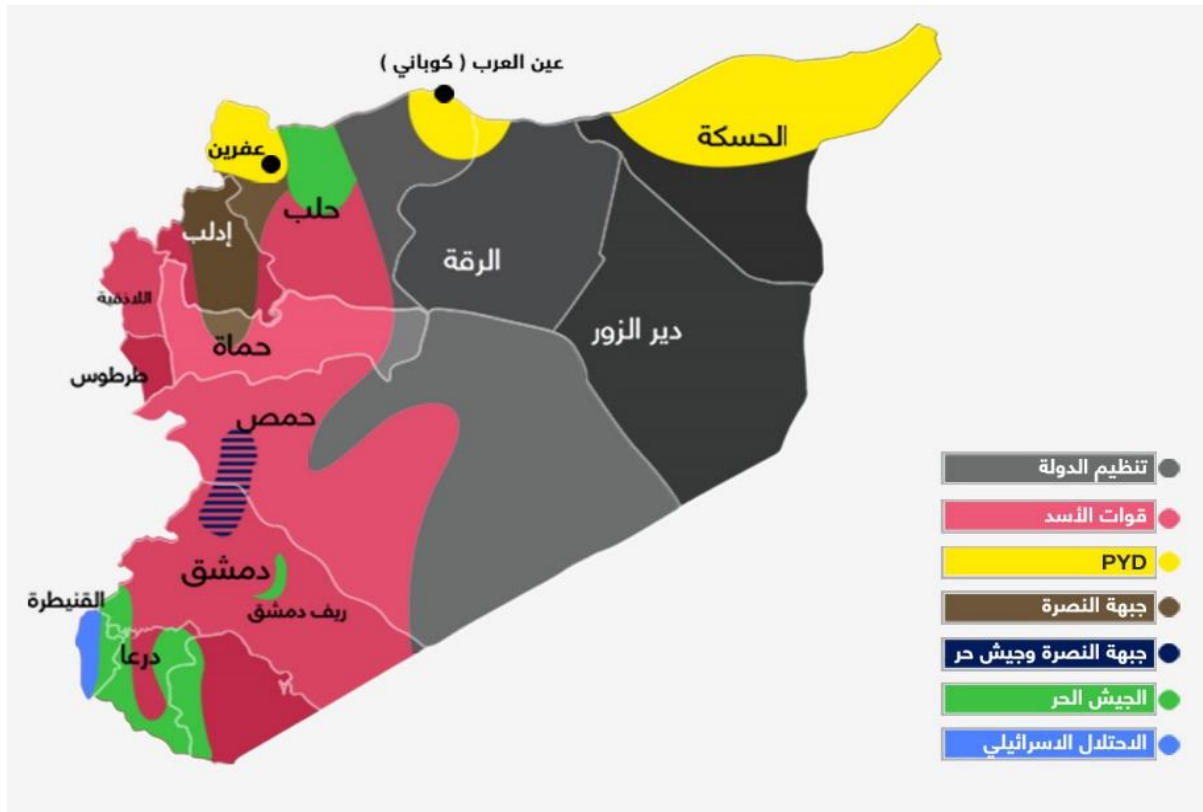 عين العرب ( كوباني )
الحسكة
عفرين
حلب
إدلب
الرقة
اللاذقية
دير الزور
حماة
طرطوس
حمص
تنظيم الدولة
قوات الأسد
PYD
جبهة النصرة
جبهة النصرة وجيش حر
الجيش الحر
الاحتلال الاسرائيلي
دمشق
ريف دمشق
القنيطرة
درعا